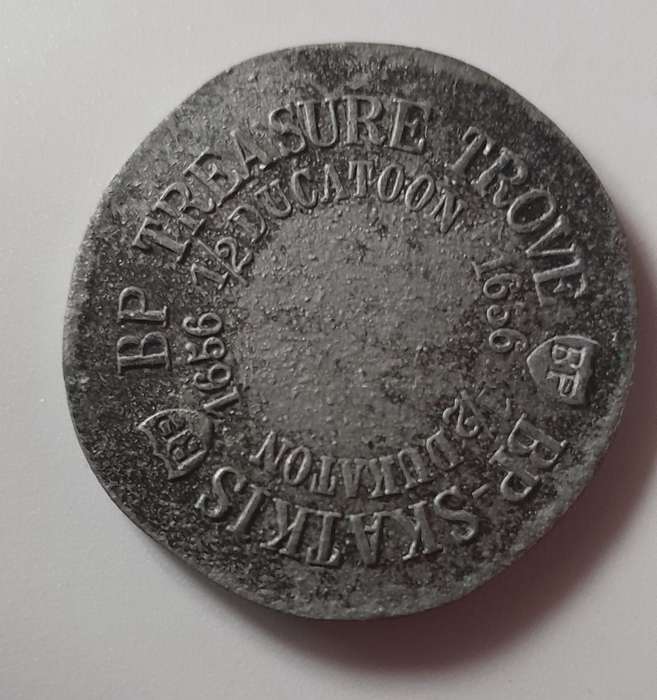 BP TREASURE TROVE
1/2 DUCATOON 1656
BP
BP-SKATKIS
1/2 DUKATON 1656
BP